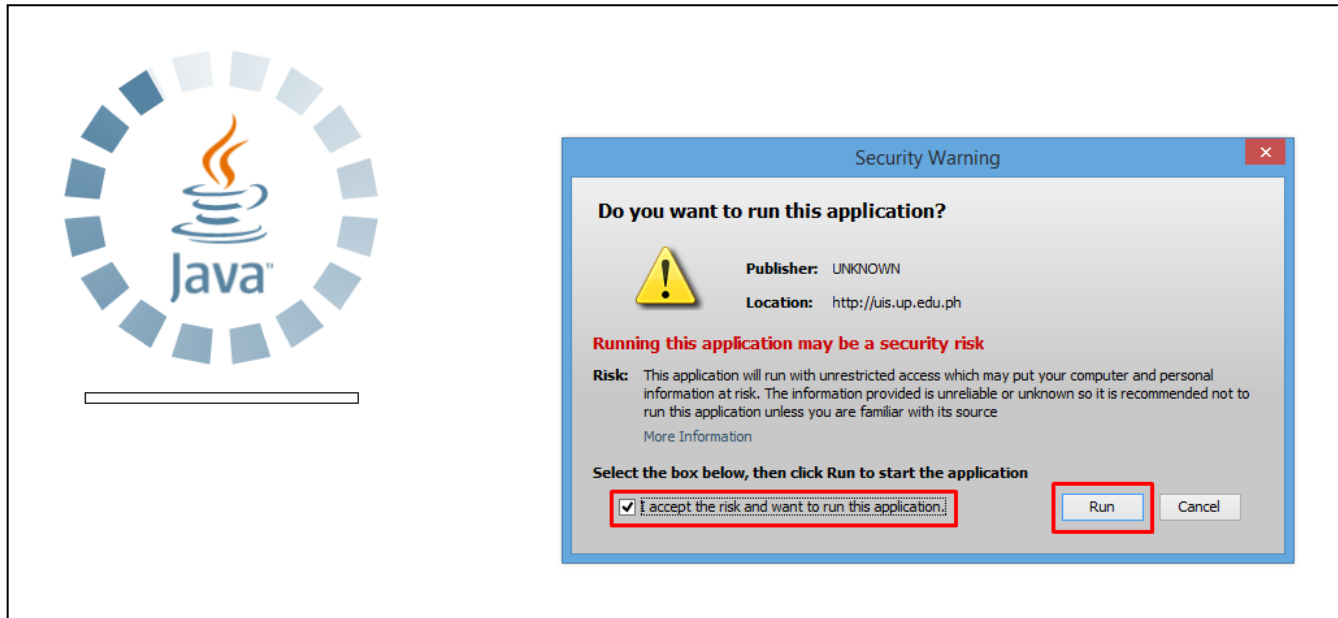 Java™
Security Warning
Do you want to run this application?
Publisher: UNKNOWN
Location: http://uis.up.edu.ph
Running this application may be a security risk
Risk: This application will run with unrestricted access which may put your computer and personal
information at risk. The information provided is unreliable or unknown so it is recommended not to
run this application unless you are familiar with its source
More Information
Select the box below, then click Run to start the application
I accept the risk and want to run this application.
Run Cancel